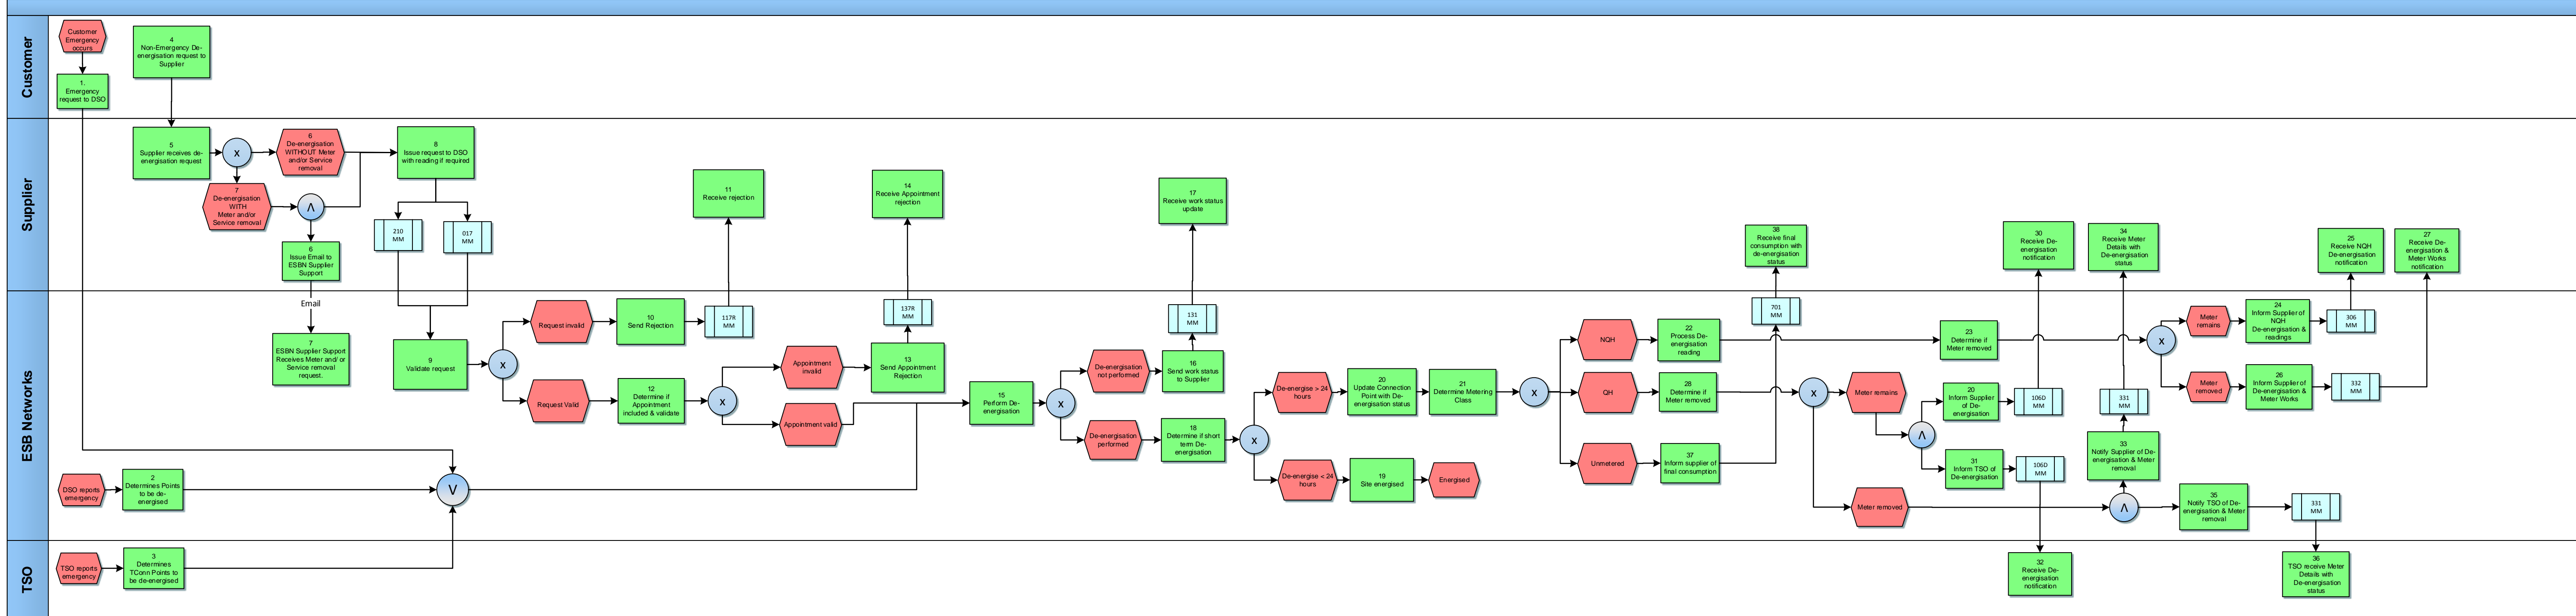 Customer
Customer
Emergency
occurs
1.
Emergency
request to DSO
4
Non-Emergency De-
energisation request to
Supplier
Supplier
5
Supplier receives de-
energisation request
X
6
De-energisation
WITHOUT Meter
and/or Service
removal
7
De-energisation
WITH
Meter and/or
Service removal
Λ
6
Issue Email to
ESBN Supplier
Support
Email
8
Issue request to DSO
with reading if required
210
MM
017
MM
11
Receive rejection
14
Receive Appointment
rejection
17
Receive work status
update
38
Receive final
consumption with
de-energisation
status
30
Receive De-
energisation
notification
34
Receive Meter
Details with
De-energisation
status
25
Receive NQH
De-energisation
notification
27
Receive De-
energisation &
Meter Works
notification
ESB Networks
7
ESBN Supplier Support
Receives Meter and/ or
Service removal
request.
9
Validate request
X
Request invalid
10
Send Rejection
117R
MM
Request Valid
12
Determine if
Appointment
included & validate
X
Appointment
invalid
13
Send Appointment
Rejection
137R
MM
Appointment valid
15
Perform De-
energisation
X
De-energisation
not performed
16
Send work status
to Supplier
131
MM
De-energisation
performed
18
Determine if short
term De-
energisation
X
De-energise > 24
hours
20
Update Connection
Point with De-
energisation status
21
Determine Metering
Class
X
De-energise < 24
hours
19
Site energised
Energised
NQH
22
Process De-
energisation
reading
QH
28
Determine if
Meter removed
Unmetered
37
Inform supplier of
final consumption
701
MM
23
Determine if
Meter removed
X
Meter
remains
24
Inform Supplier
of NQH
De-energisation &
readings
306
MM
Meter
removed
26
Inform Supplier of
De-energisation &
Meter Works
332
MM
X
Meter remains
Λ
20
Inform Supplier
of De-
energisation
106D
MM
31
Inform TSO of
De-energisation
106D
MM
Meter removed
Λ
33
Notify Supplier of De-
energisation & Meter
removal
331
MM
35
Notify TSO of De-
energisation & Meter
removal
331
MM
DSO reports
emergency
2
Determines Points
to be de-
energised
V
TSO
TSO reports
emergency
3
Determines
TConn Points to
be de-energised
32
Receive De-
energisation
notification
36
TSO receive Meter
Details with
De-energisation
status